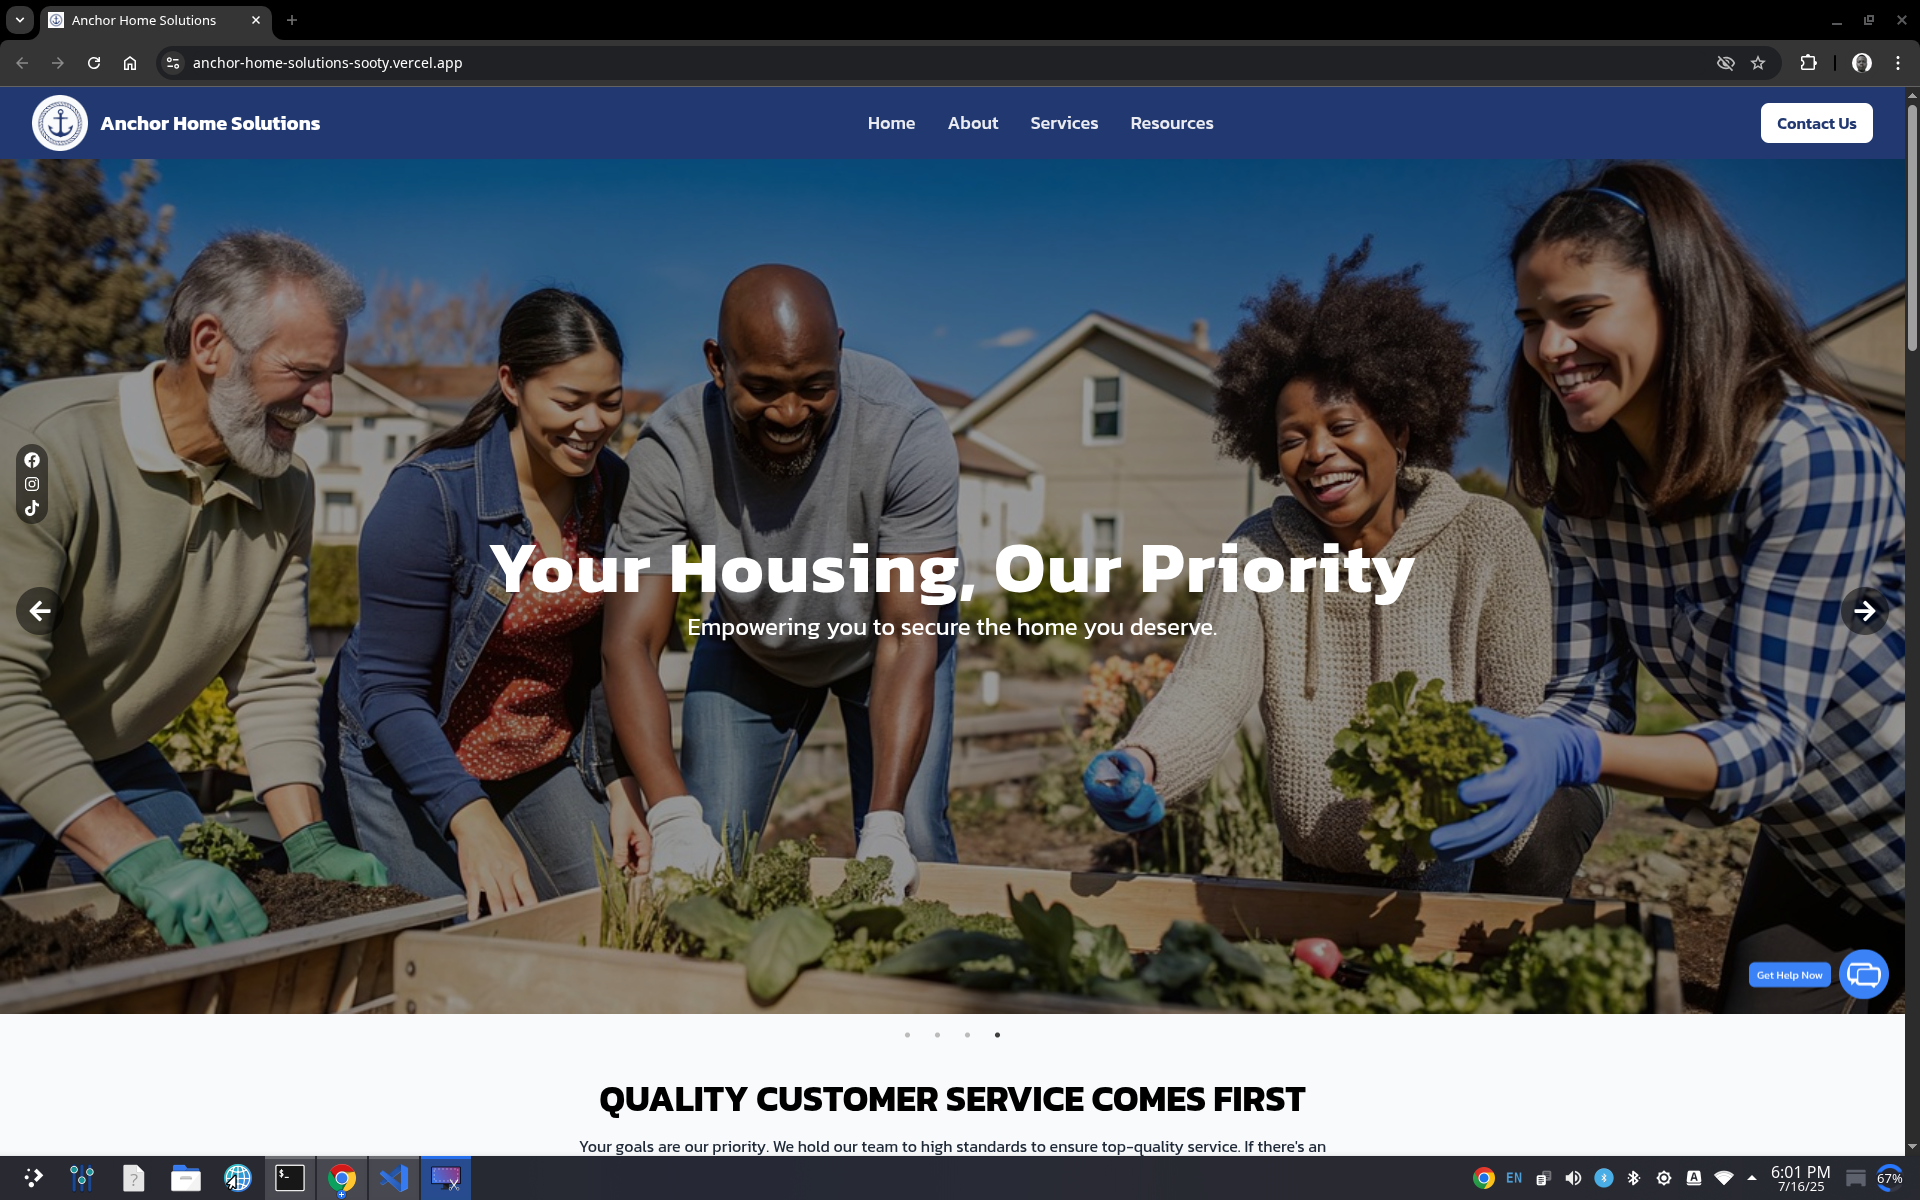 Anchor Home Solutions
anchor-home-solutions-sooty.vercel.app
Anchor Home Solutions
Home About Services Resources
Contact Us
Your Housing, Our Priority
Empowering you to secure the home you deserve.
Get Help Now
QUALITY CUSTOMER SERVICE COMES FIRST
Your goals are our priority. We hold our team to high standards to ensure top-quality service. If there's an
EN
6:01 PM
7/16/25
67%